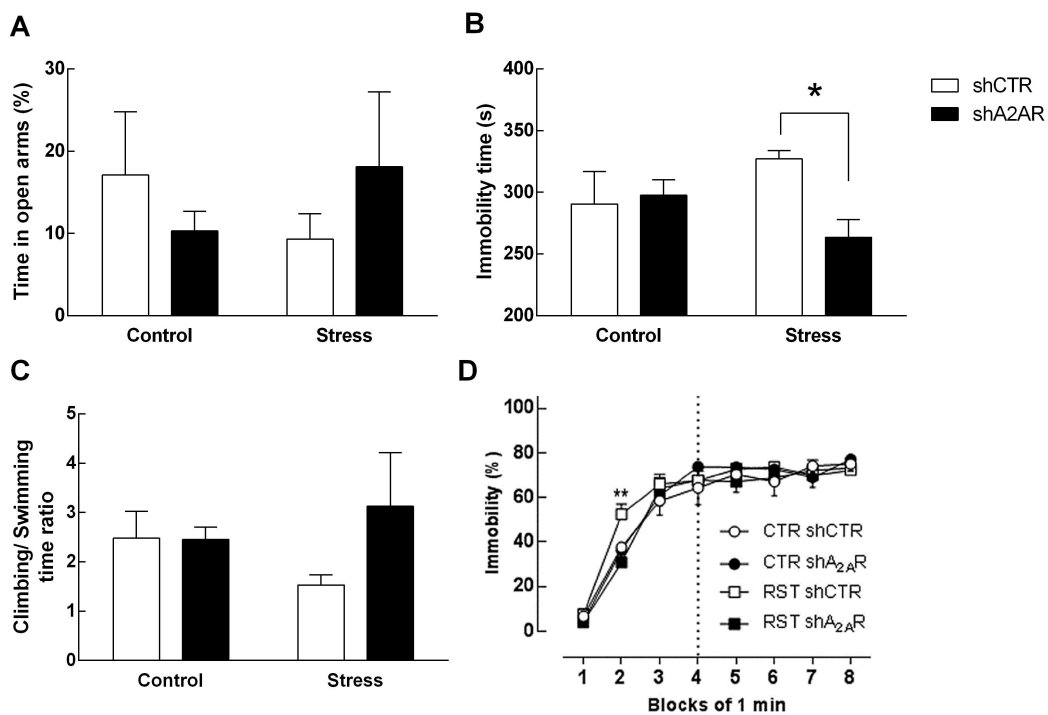 A
Time in open arms (%)
30
20
10
0
Control Stress
B
Immobility time (s)
400
350
300
250
200
*
Control Stress
shCTR
shA2AR
C
Climbing/ Swimming
time ratio
5
4
3
2
1
0
Control Stress
D
Immobility (%)
100
80
60
40
20
0
**
CTR shCTR
CTR shA2AR
RST shCTR
RST shA2AR
1 2 3 4 5 6 7 8
Blocks of 1 min